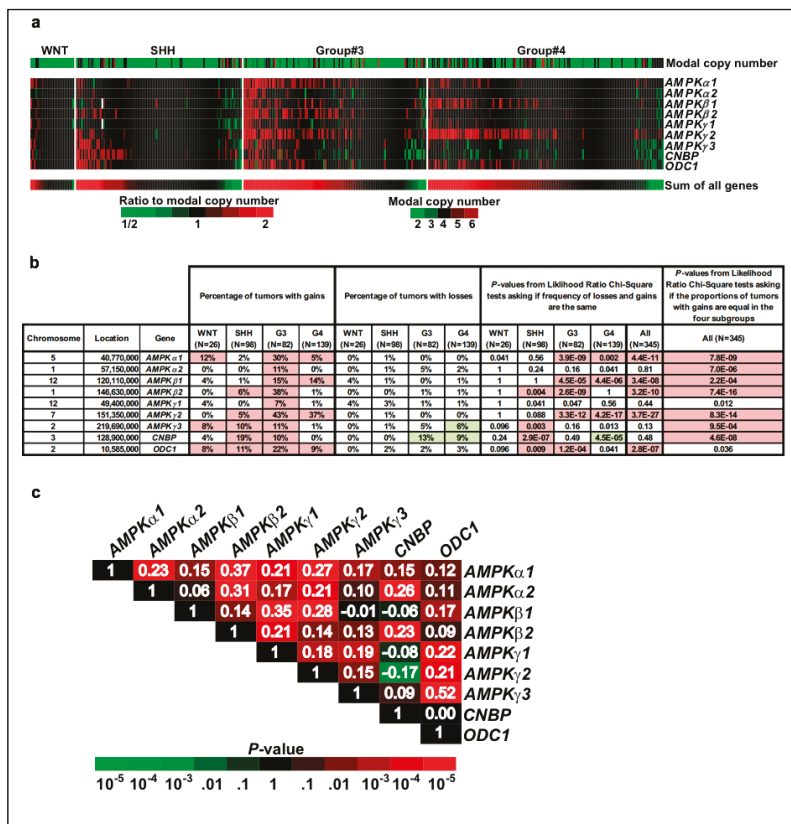 a
WNT SHH Group#3 Group#4
Modal copy number
AMPKα1
AMPKα2
AMPKβ1
AMPKβ2
AMPKγ1
AMPKγ2
AMPKγ3
CNBP
ODC1
Sum of all genes
Ratio to modal copy number Modal copy number
1/2 1 2 2 3 4 5 6
b
Percentage of tumors with gains Percentage of tumors with losses P-values from Liklihood Ratio Chi-Square tests asking if frequency of losses and gains are the same P-values from Likelihood Ratio Chi-Square tests asking if the proportions of tumors with gains are equal in the four subgroups
Chromosome Location Gene WNT (N=26) SHH (N=98) G3 (N=82) G4 (N=139) WNT (N=26) SHH (N=98) G3 (N=82) G4 (N=139) WNT (N=26) SHH (N=98) G3 (N=82) G4 (N=139) All (N=345) All (N=345)
5 40,770,000 AMPKα1 12% 2% 30% 5% 0% 1% 0% 0% 0.041 0.56 3.9E-09 0.002 4.4E-11 7.8E-09
1 57,150,000 AMPKα2 0% 0% 11% 0% 0% 1% 5% 2% 1 0.24 0.16 0.041 0.81 7.0E-06
12 120,110,000 AMPKβ1 4% 1% 15% 14% 4% 1% 0% 0% 1 1 4.5E-05 4.4E-06 3.4E-08 2.2E-04
1 146,630,000 AMPKβ2 0% 6% 38% 1% 0% 0% 1% 1% 1 0.004 2.6E-09 1 3.2E-10 7.4E-16
12 49,400,000 AMPKγ1 4% 0% 7% 1% 4% 3% 1% 0% 1 0.041 0.047 0.56 0.44 0.012
7 151,350,000 AMPKγ2 0% 5% 43% 37% 0% 1% 0% 0% 1 0.088 3.3E-12 4.2E-17 3.7E-27 8.3E-14
2 219,690,000 AMPKγ3 8% 10% 11% 1% 0% 1% 5% 6% 0.096 0.003 0.16 0.013 0.13 9.5E-04
3 128,900,000 CNBP 4% 19% 10% 0% 0% 0% 13% 9% 0.24 2.9E-07 0.49 4.5E-05 0.48 4.6E-08
2 10,585,000 ODC1 8% 11% 22% 9% 0% 2% 2% 3% 0.096 0.009 1.2E-04 0.041 2.8E-07 0.036
c
AMPKα1 AMPKα2 AMPKβ1 AMPKβ2 AMPKγ1 AMPKγ2 AMPKγ3 CNBP ODC1
1 0.23 0.15 0.37 0.21 0.27 0.17 0.15 0.12 AMPKα1
1 0.06 0.31 0.17 0.21 0.10 0.26 0.11 AMPKα2
1 0.14 0.35 0.28 -0.01 -0.06 0.17 AMPKβ1
1 0.21 0.14 0.13 0.23 0.09 AMPKβ2
1 0.18 0.19 -0.08 0.22 AMPKγ1
1 0.15 -0.17 0.21 AMPKγ2
1 0.09 0.52 AMPKγ3
1 0.00 CNBP
1 ODC1
P-value
10⁻⁵ 10⁻⁴ 10⁻³ .01 .1 1 .1 .01 10⁻³ 10⁻⁴ 10⁻⁵